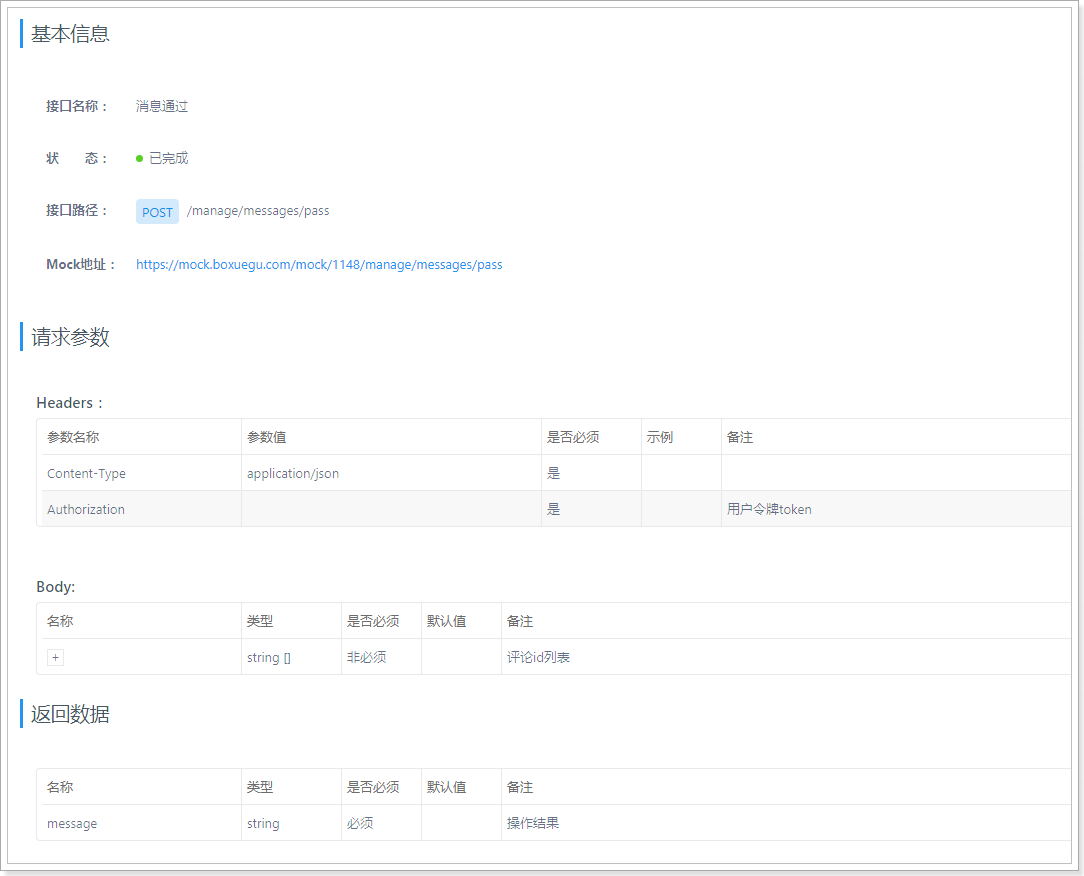 基本信息
接口名称： 消息通过
状 态： 已完成
接口路径： POST /manage/messages/pass
Mock地址： https://mock.boxuegu.com/mock/1148/manage/messages/pass
请求参数
Headers：
参数名称 参数值 是否必须 示例 备注
Content-Type application/json 是
Authorization 是 用户令牌token
Body:
名称 类型 是否必须 默认值 备注
+ string [] 非必须 评论id列表
返回数据
名称 类型 是否必须 默认值 备注
message string 必须 操作结果